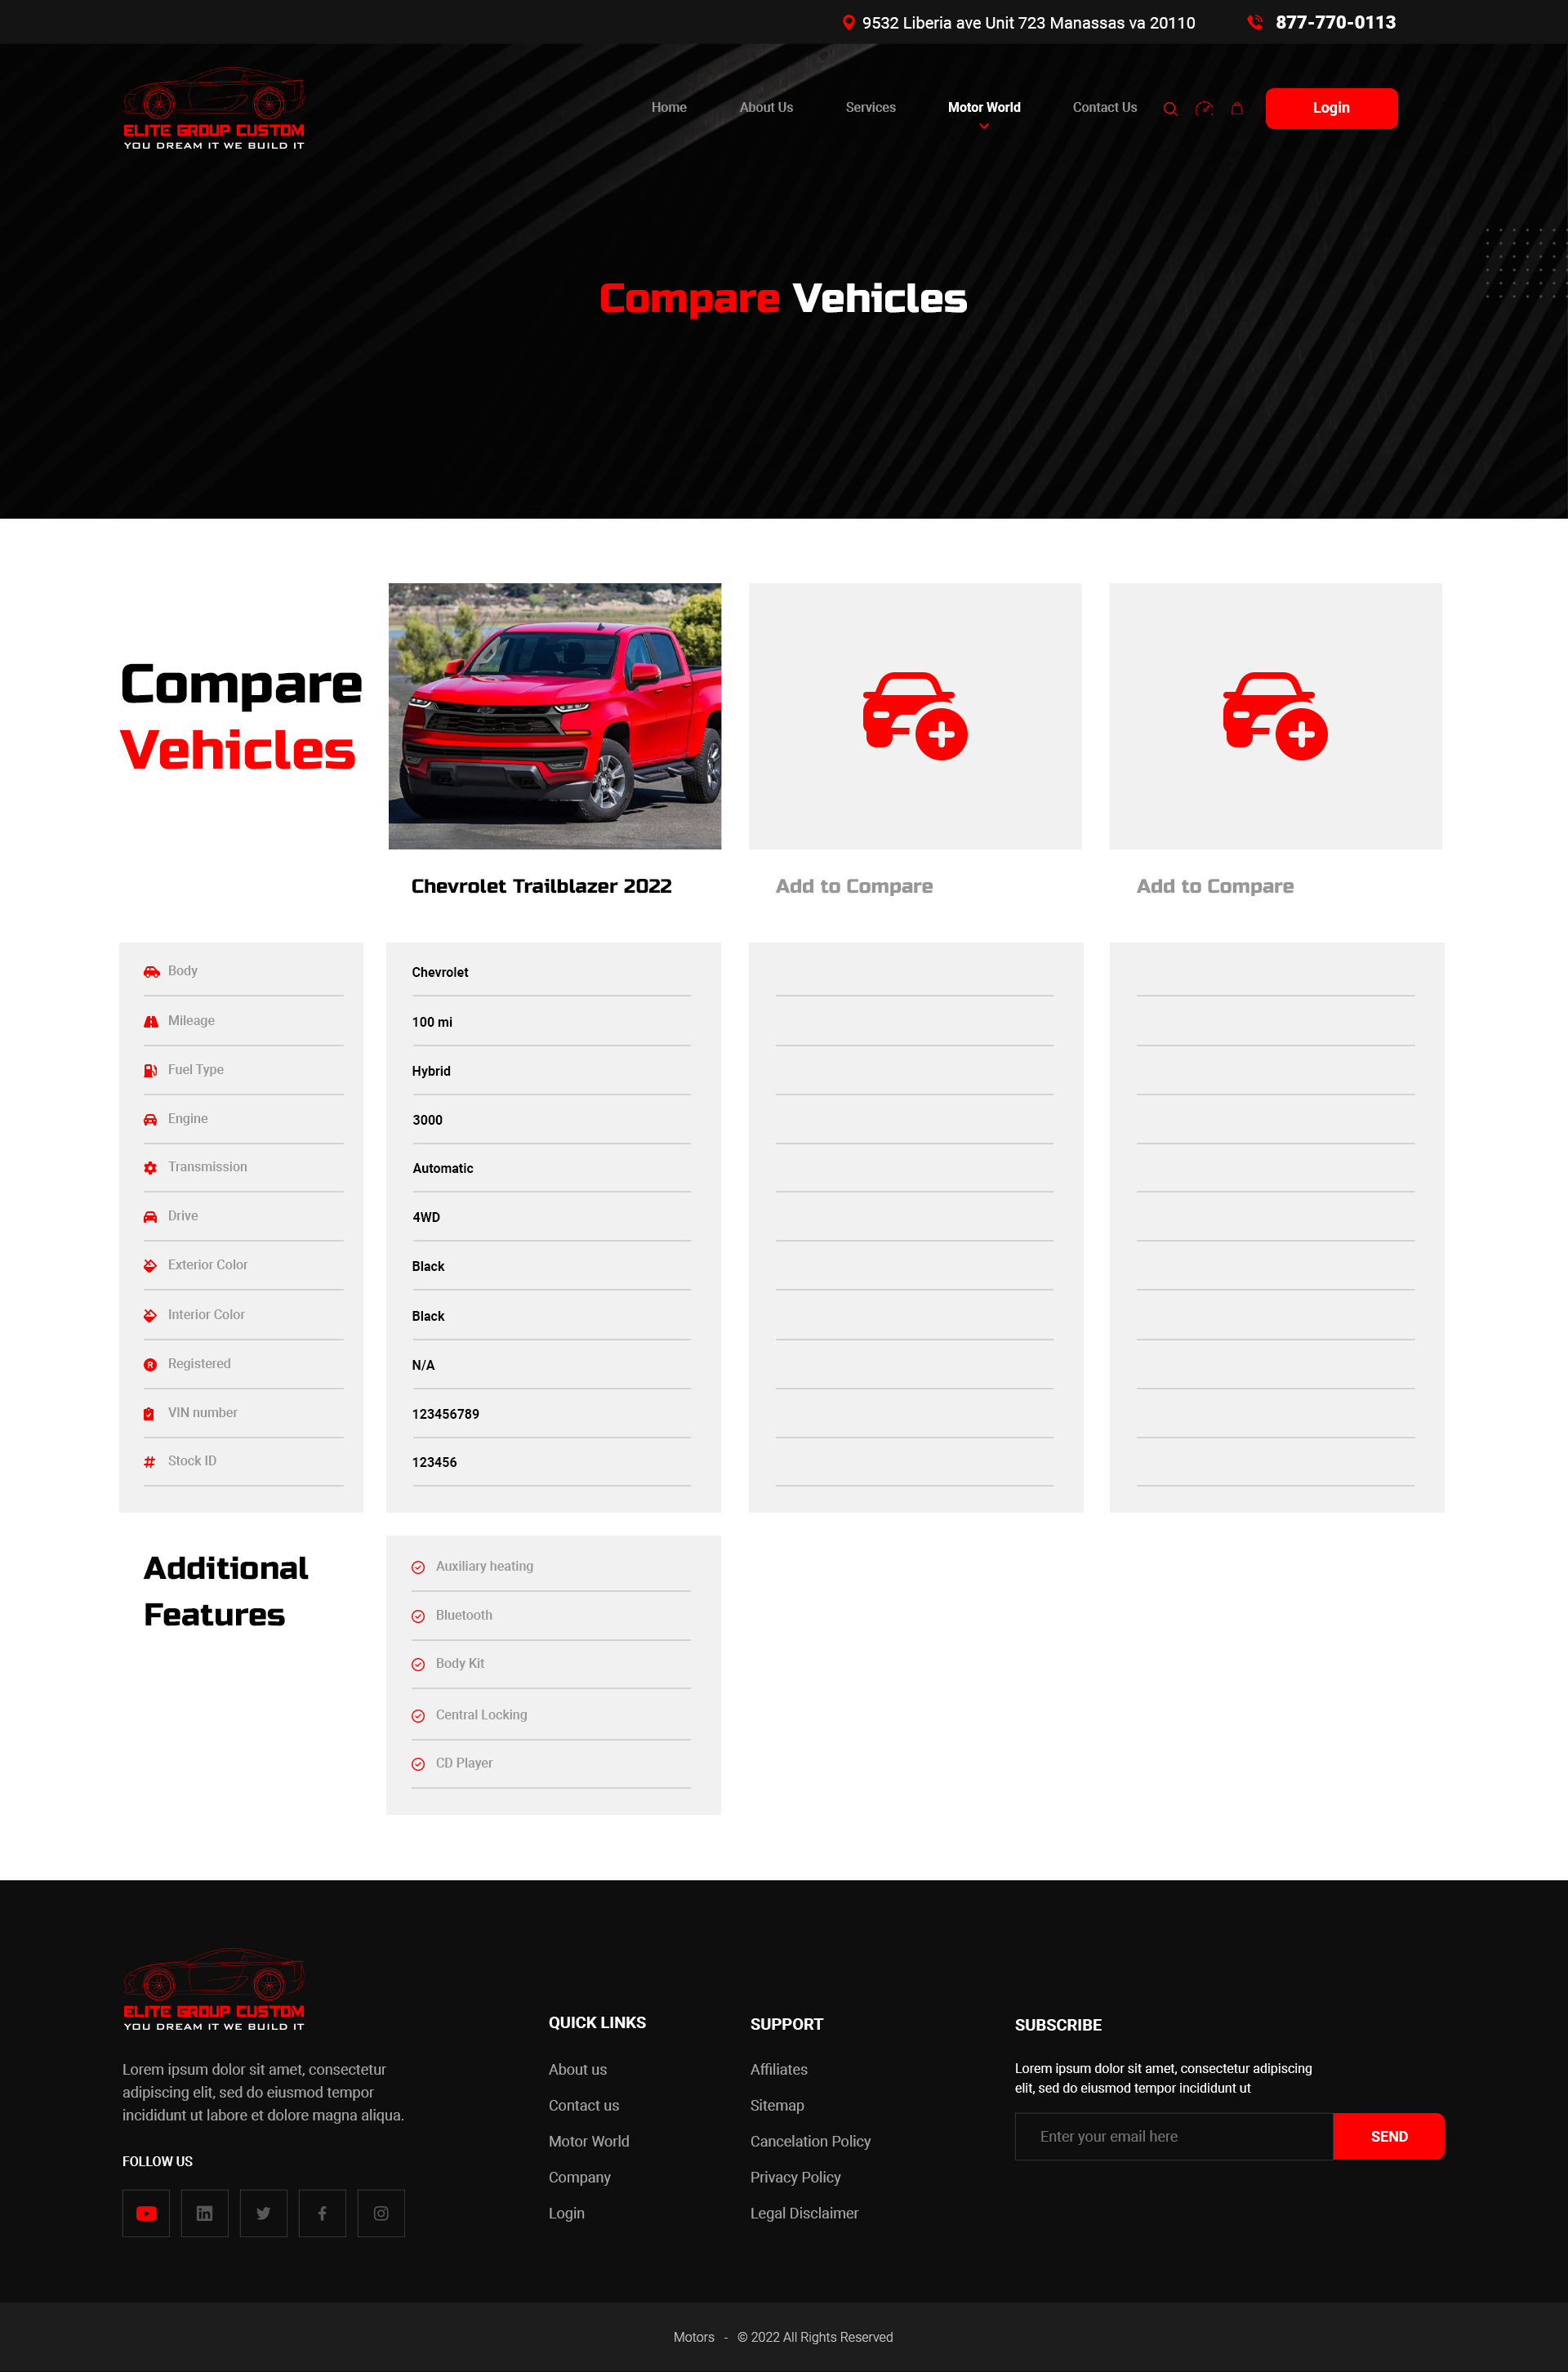 9532 Liberia ave Unit 723 Manassas va 20110
877-770-0113
ELITE GROUP CUSTOM
YOU DREAM IT WE BUILD IT
Home
About Us
Services
Motor World
Contact Us
Login
Compare Vehicles
Compare
Vehicles
Chevrolet Trailblazer 2022
Add to Compare
Add to Compare
Body
Chevrolet
Mileage
100 mi
Fuel Type
Hybrid
Engine
3000
Transmission
Automatic
Drive
4WD
Exterior Color
Black
Interior Color
Black
Registered
N/A
VIN number
123456789
Stock ID
123456
Additional
Features
Auxiliary heating
Bluetooth
Body Kit
Central Locking
CD Player
ELITE GROUP CUSTOM
YOU DREAM IT WE BUILD IT
Lorem ipsum dolor sit amet, consectetur
adipiscing elit, sed do eiusmod tempor
incididunt ut labore et dolore magna aliqua.
FOLLOW US
QUICK LINKS
About us
Contact us
Motor World
Company
Login
SUPPORT
Affiliates
Sitemap
Cancelation Policy
Privacy Policy
Legal Disclaimer
SUBSCRIBE
Lorem ipsum dolor sit amet, consectetur adipiscing
elit, sed do eiusmod tempor incididunt ut
Enter your email here
SEND
Motors - © 2022 All Rights Reserved